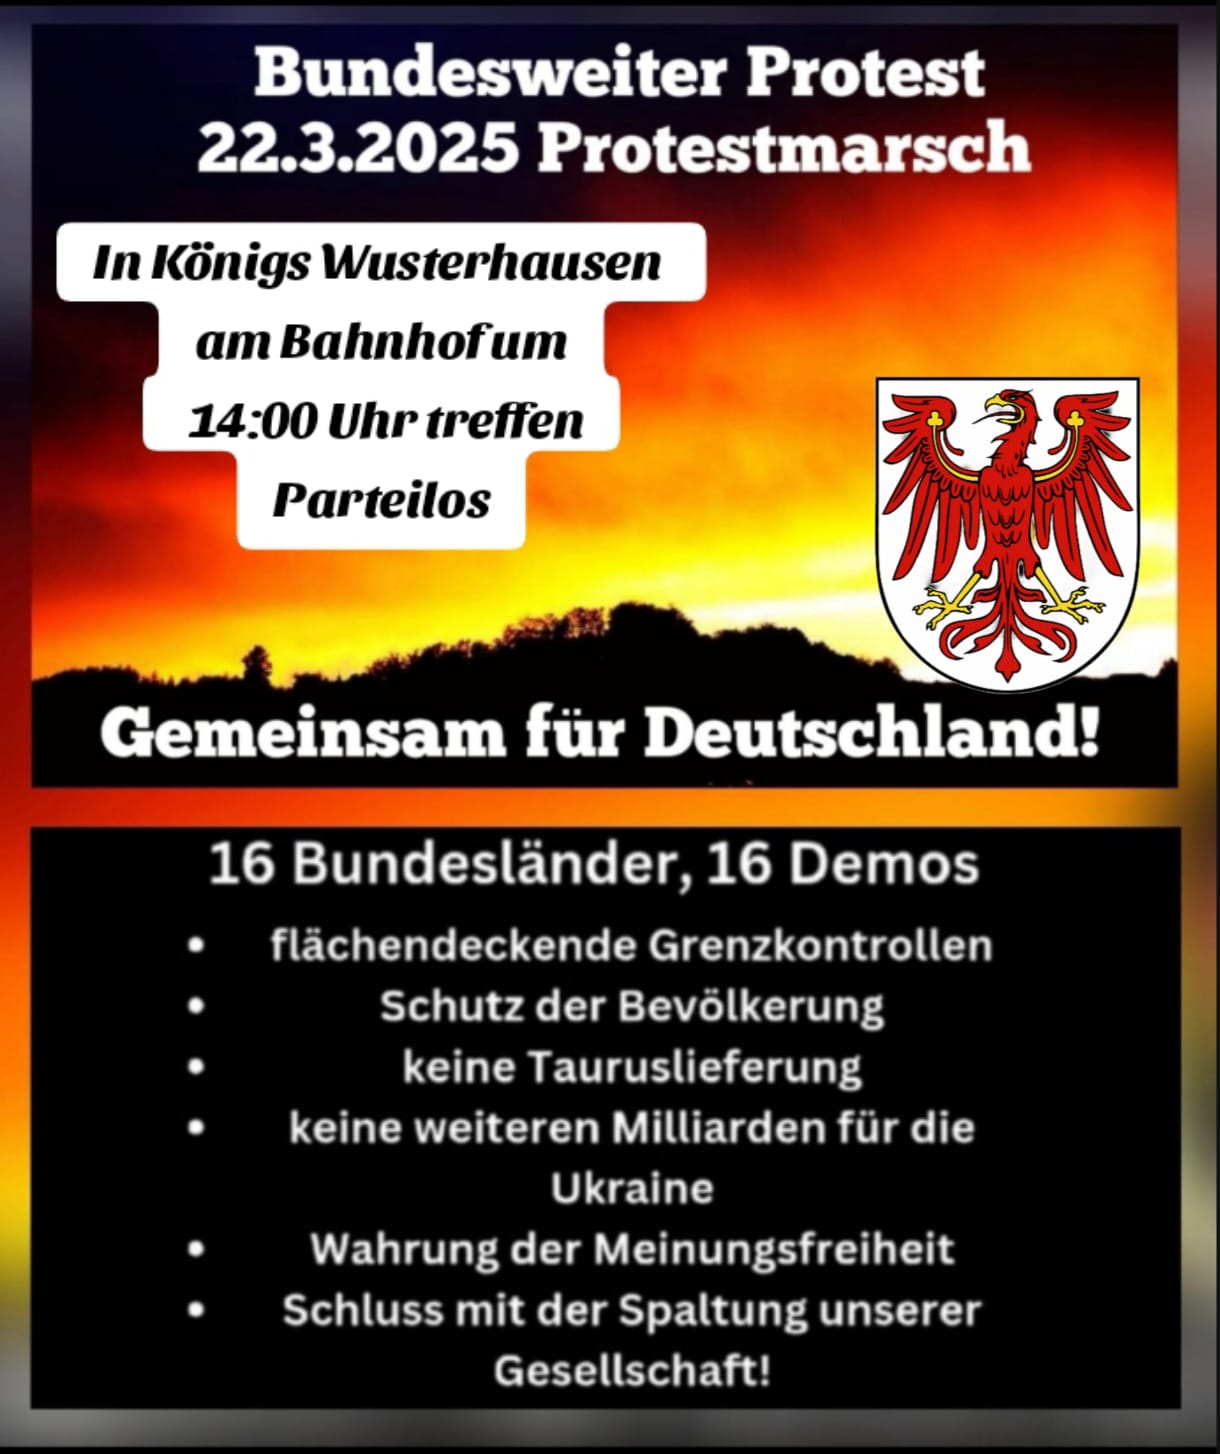 Bundesweiter Protest
22.3.2025 Protestmarsch
In Königs Wusterhausen
am Bahnhof um
14:00 Uhr treffen
Parteilos
Gemeinsam für Deutschland!
16 Bundesländer, 16 Demos
• flächendeckende Grenzkontrollen
• Schutz der Bevölkerung
• keine Tauruslieferung
• keine weiteren Milliarden für die
Ukraine
• Wahrung der Meinungsfreiheit
• Schluss mit der Spaltung unserer
Gesellschaft!